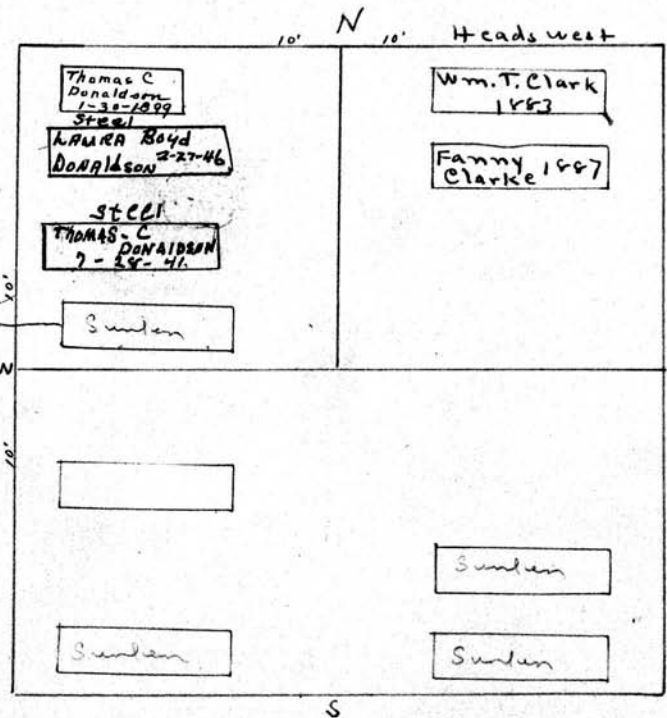 N
10' 10' Heads west
Thomas C
Donaldson
1-30-1899
Steel
LAURA Boyd
DONALDSON 2-27-46
steel
THOMAS - C
DONALDSON
7 - 28 - 41.
Wm. T. Clark
1883
Fanny 1887
Clarke
10'
Sunken
N
10'
Sunken
Sunken
Sunken
S